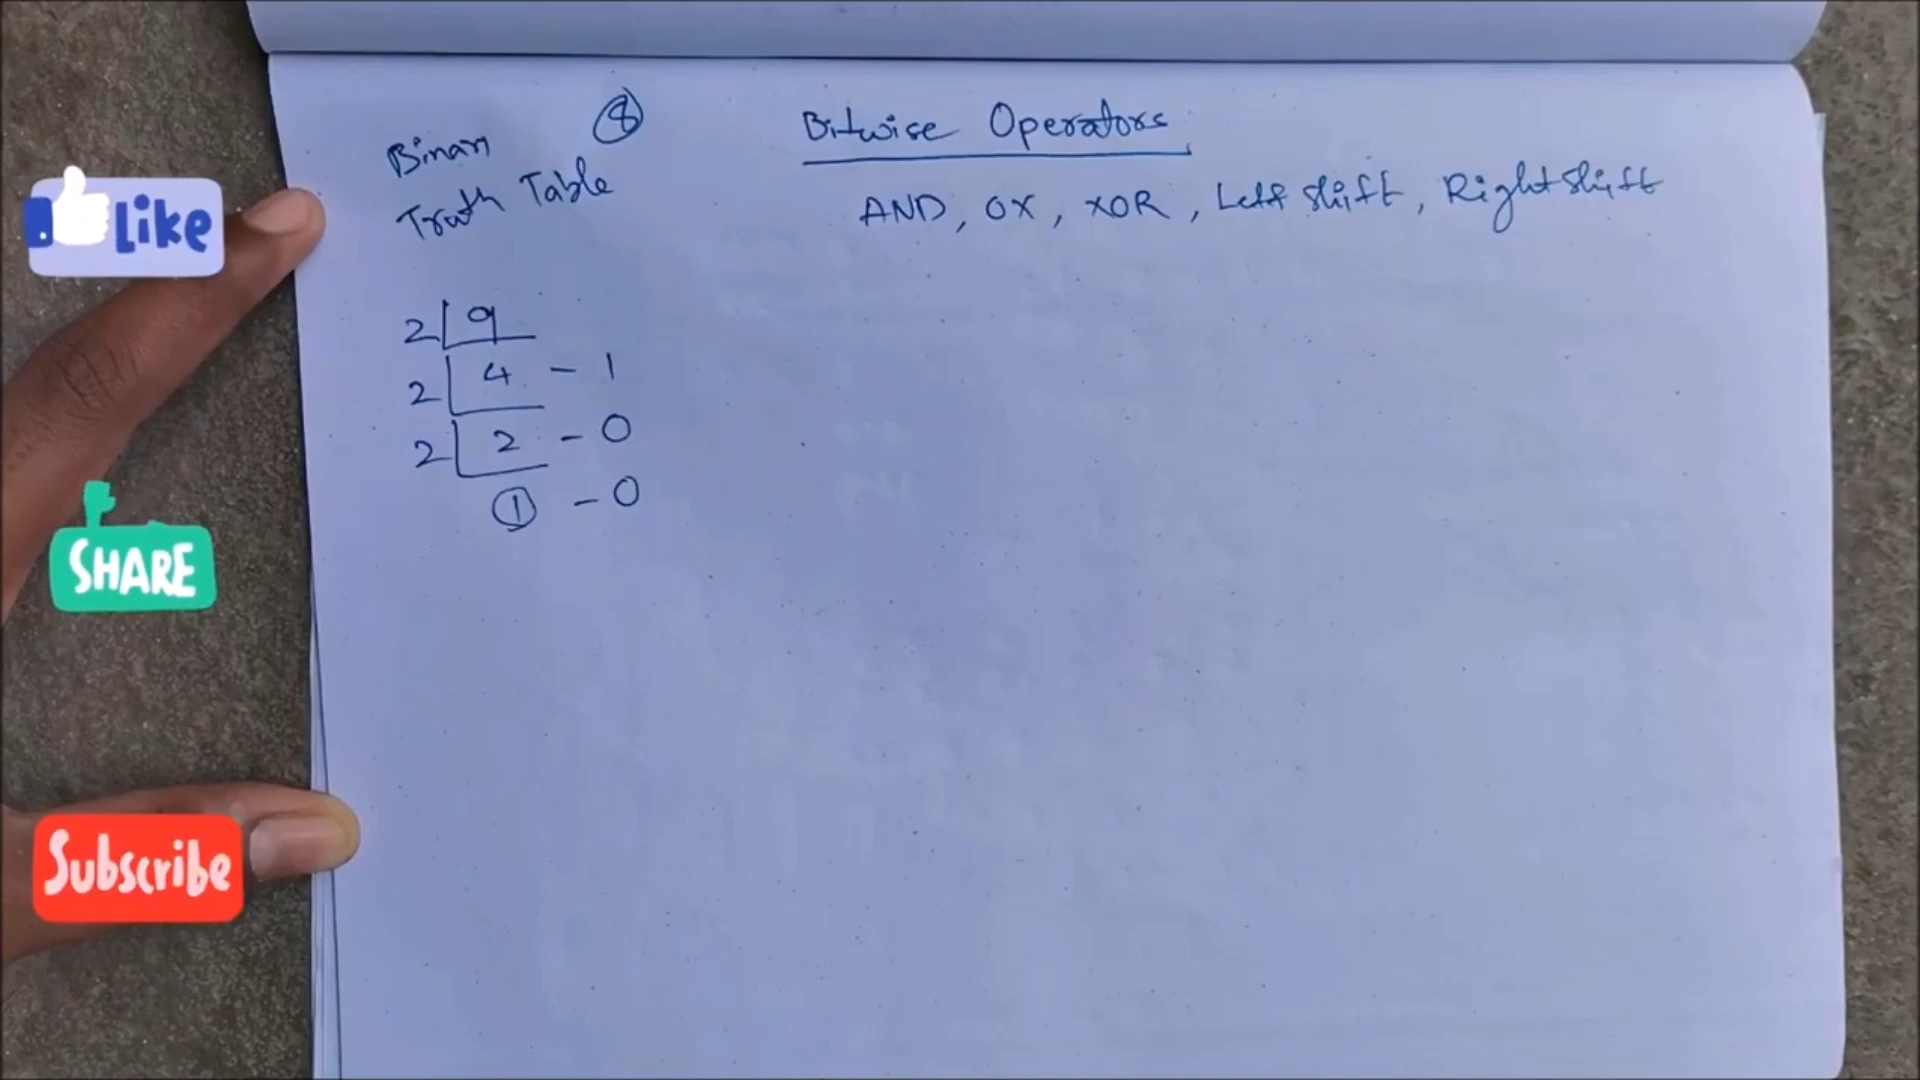 Binary
Truth Table
8
Bitwise Operators
AND, OR, XOR, Left Shift, Right Shift
2 9
2 4 - 1
2 2 - 0
1 - 0
Like
SHARE
Subscribe